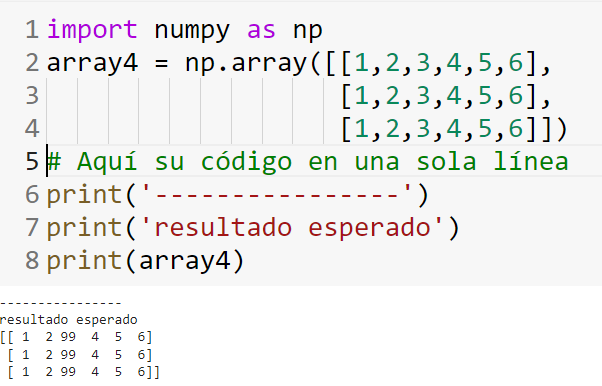 1 import numpy as np
2 array4 = np.array([[1,2,3,4,5,6],
3                    [1,2,3,4,5,6],
4                    [1,2,3,4,5,6]])
5 # Aquí su código en una sola línea
6 print('----------------')
7 print('resultado esperado')
8 print(array4)
----------------
resultado esperado
[[ 1  2 99  4  5  6]
 [ 1  2 99  4  5  6]
 [ 1  2 99  4  5  6]]